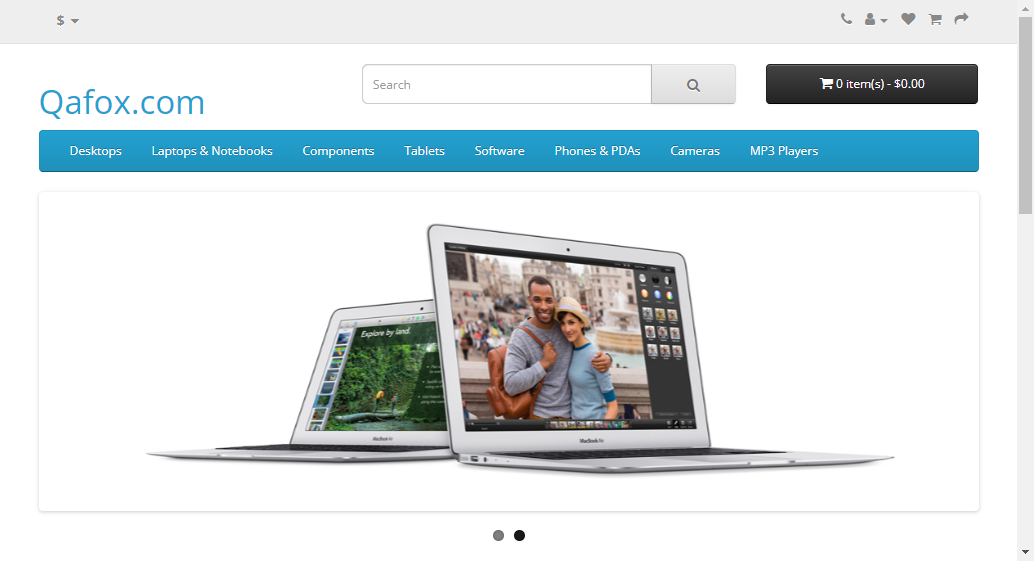 $
Qafox.com
Search
0 item(s) - $0.00
Desktops Laptops & Notebooks Components Tablets Software Phones & PDAs Cameras MP3 Players
Explore by land.
MacBook Air
MacBook Air